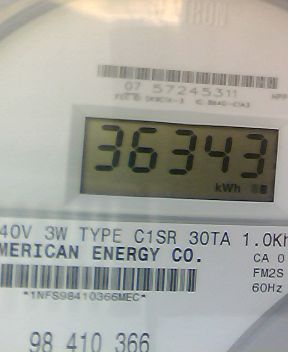 07 57245311
36343
kWh
40V 3W TYPE C1SR 30TA 1.0Kh
MERICAN ENERGY CO.
CA 0
FM2S
60Hz
*1NFS98410366MEC*
98 410 366